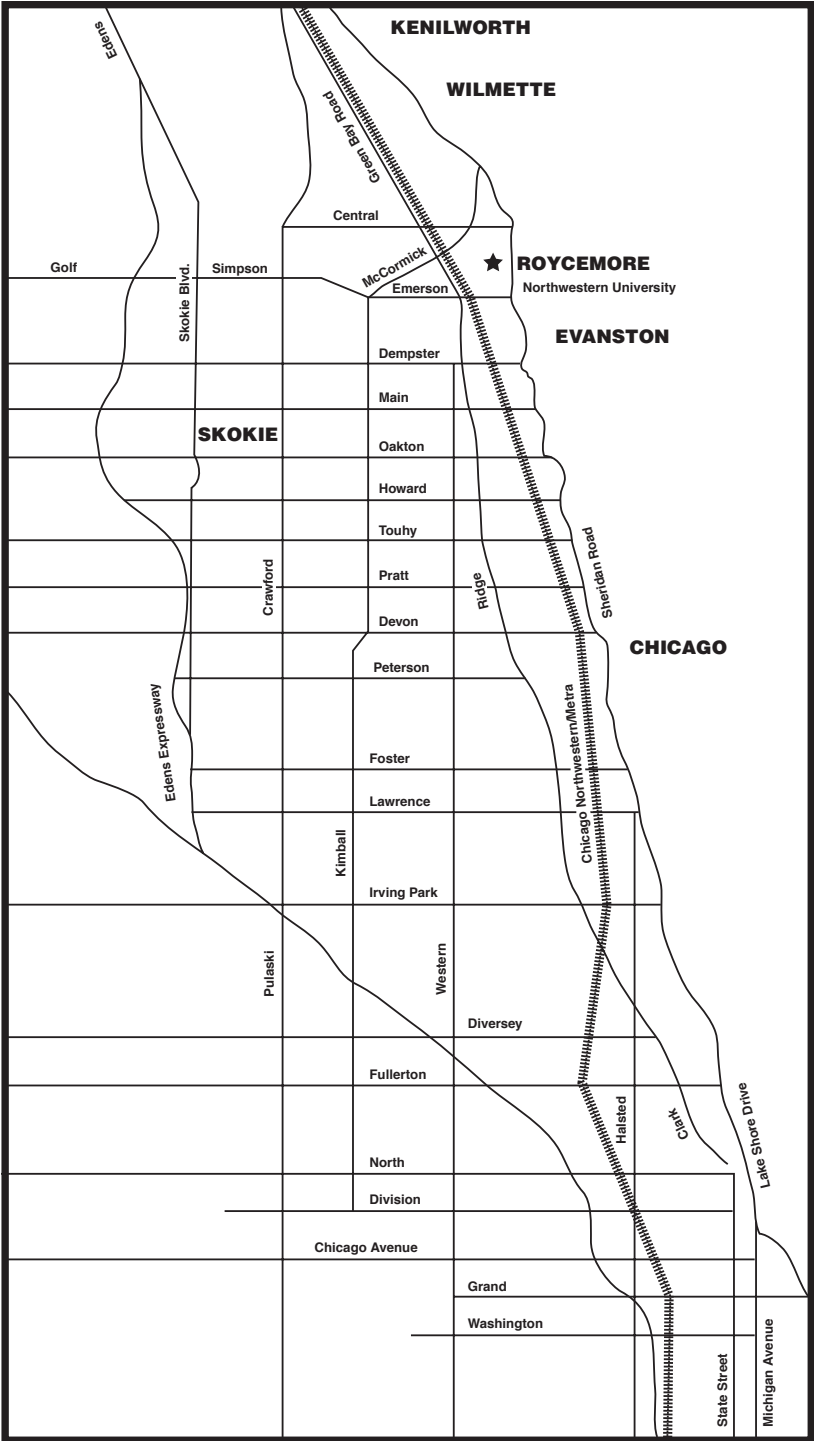 KENILWORTH
Edens
WILMETTE
Green Bay Road
Central
McCormick
ROYCEMORE
Golf
Simpson
Skokie Blvd.
Emerson
Northwestern University
EVANSTON
Dempster
Main
SKOKIE
Oakton
Howard
Touhy
Sheridan Road
Crawford
Pratt
Ridge
Devon
CHICAGO
Peterson
Edens Expressway
Chicago Northwestern/Metra
Foster
Lawrence
Kimball
Irving Park
Pulaski
Western
Diversey
Fullerton
Halsted
Clark
Lake Shore Drive
North
Division
Chicago Avenue
Grand
Washington
State Street
Michigan Avenue